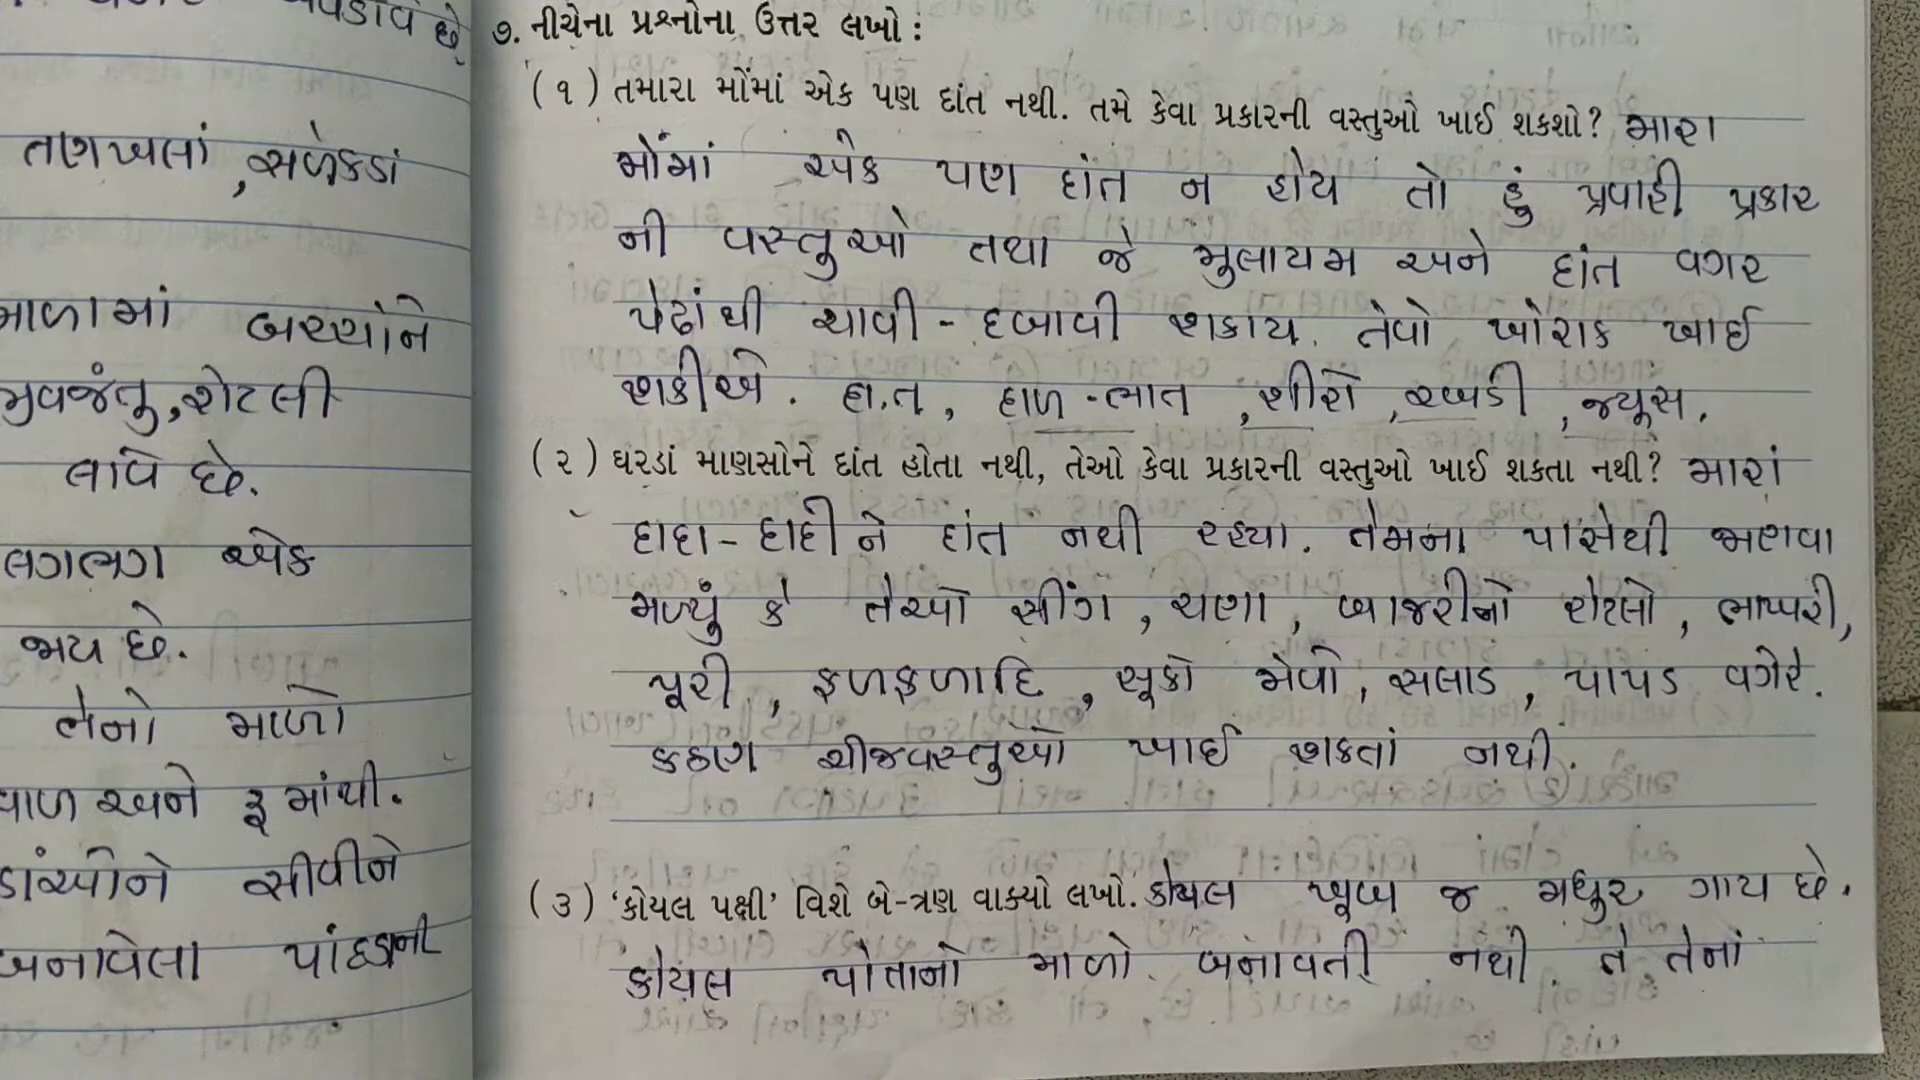 તણખલાં, સળેકડાં
માળામાં બચ્ચાંને
જીવજંતુ, રોટલી
લાવે છે.
લગભગ એક
જાય છે.
તેનો માળો
વાળ અને રૂ માંથી.
સીવીને
બનાવેલા પાંદડાની
૭. નીચેના પ્રશ્નોના ઉત્તર લખો :
(૧) તમારા મોંમાં એક પણ દાંત નથી. તમે કેવા પ્રકારની વસ્તુઓ ખાઈ શકશો? મારા
મોંમાં એક પણ દાંત ન હોય તો હું પ્રવાહી પ્રકાર
ની વસ્તુઓ તથા જે મુલાયમ અને દાંત વગર
પેઢાંથી ચાવી - દબાવી શકાય. તેવો ખોરાક ખાઈ
શકીએ. દા.ત, દાળ - ભાત, શીરો, રબડી, જ્યૂસ.
(૨) ઘરડાં માણસોને દાંત હોતા નથી, તેઓ કેવા પ્રકારની વસ્તુઓ ખાઈ શકતા નથી? મારાં
દાદા - દાદીને દાંત નથી રહ્યા. તેમના પાસેથી જાણવા
મળ્યું કે તેઓ સીંગ, ચણા, બાજરીનો રોટલો, ભાખરી,
પૂરી, ફળફળાદિ, સૂકો મેવો, સલાડ, પાપડ વગેરે.
કઠણ ચીજવસ્તુઓ ખાઈ શકતાં નથી.
(૩) 'કોયલ પક્ષી' વિશે બે-ત્રણ વાક્યો લખો. કોયલ ખૂબ જ મધુર ગાય છે.
કોયલ પોતાનો માળો બનાવતી નથી તે તેનાં